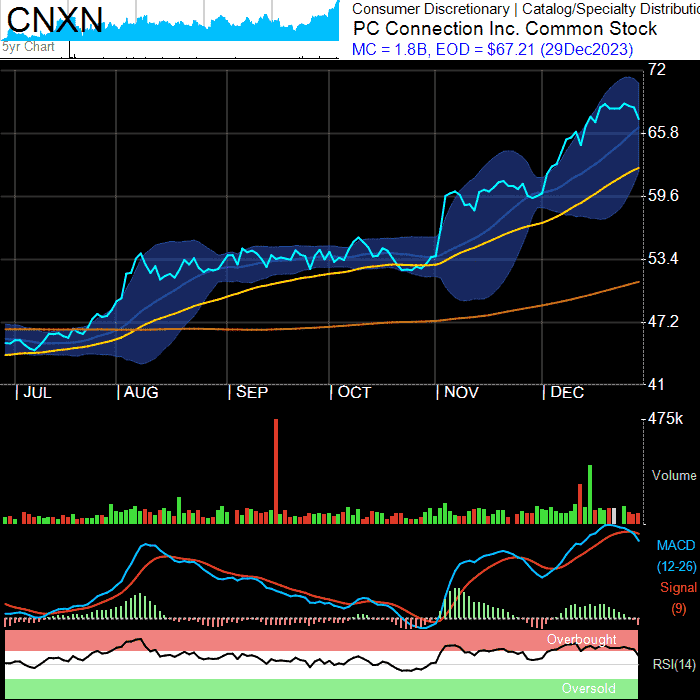 CNXN
5yr Chart
Consumer Discretionary | Catalog/Specialty Distributic
PC Connection Inc. Common Stock
MC = 1.8B, EOD = $67.21 (29Dec2023)
72
65.8
59.6
53.4
47.2
41
JUL AUG SEP OCT NOV DEC
475k
Volume
MACD
(12-26)
Signal
(9)
Overbought
RSI(14)
Oversold